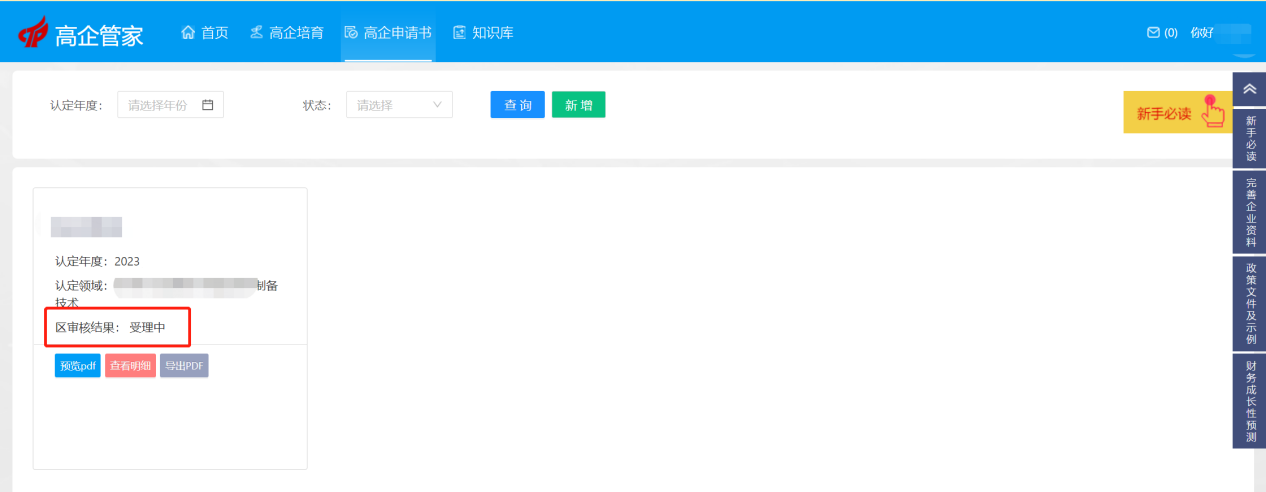 高企管家
首页
高企培育
高企申请书
知识库
(0)
你好
认定年度：
请选择年份
状态：
请选择
查 询
新 增
新手必读
新手必读
完善企业资料
政策文件及示例
财务成长性预测
认定年度：2023
认定领域：
制备
技术
区审核结果： 受理中
预览pdf
查看明细
导出PDF